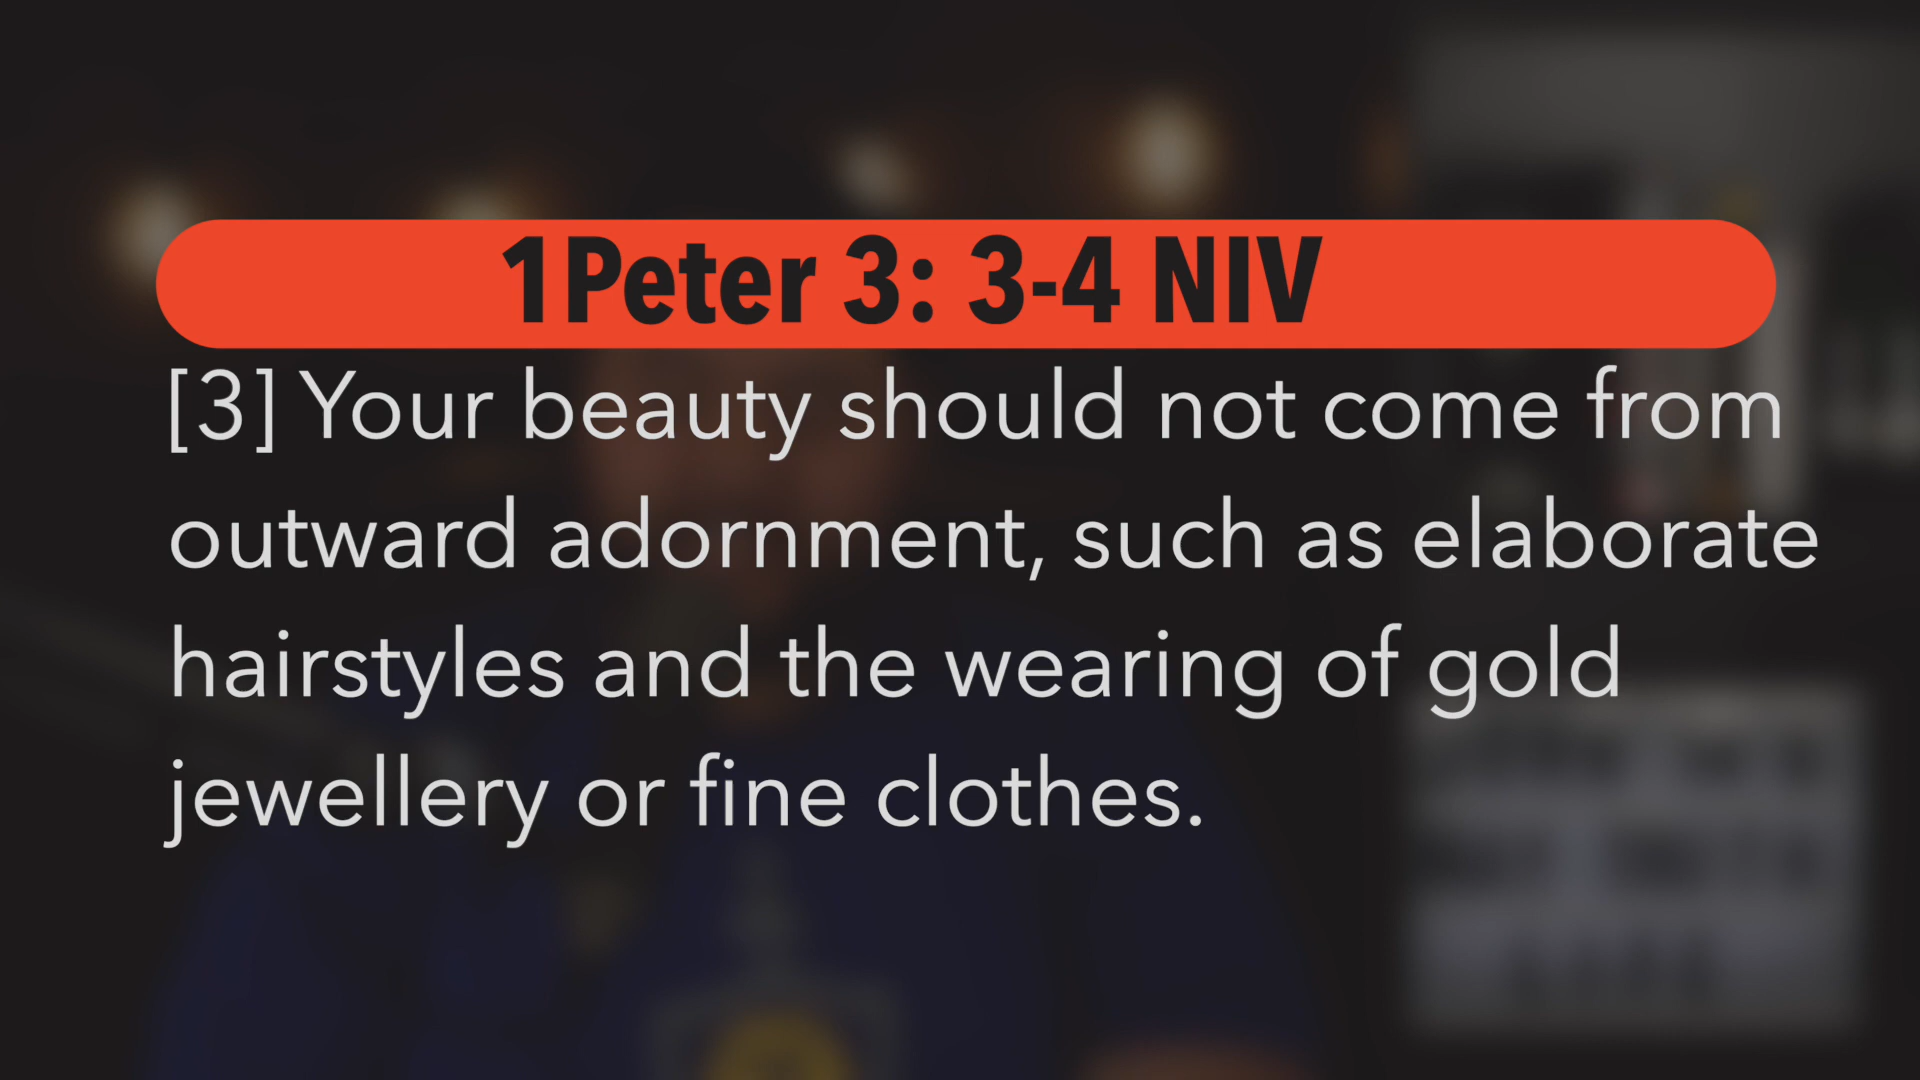 1Peter 3: 3-4 NIV
[3] Your beauty should not come from
outward adornment, such as elaborate
hairstyles and the wearing of gold
jewellery or fine clothes.